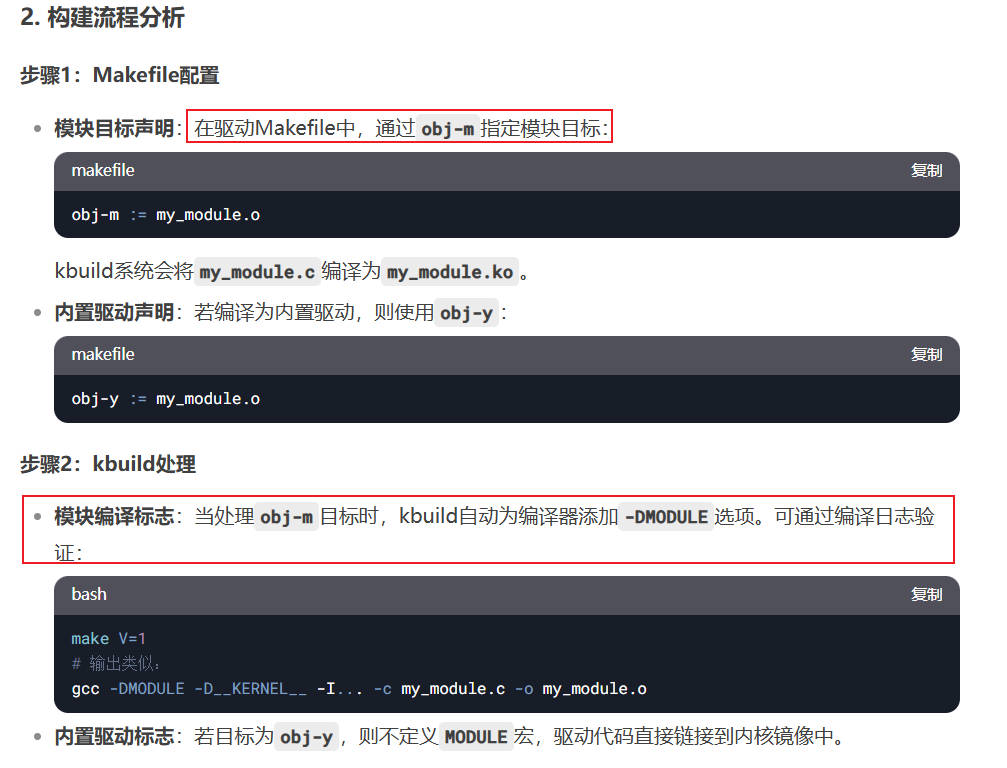 2. 构建流程分析
步骤1：Makefile配置
模块目标声明：在驱动Makefile中，通过 obj-m 指定模块目标：
makefile 复制
obj-m := my_module.o
kbuild系统会将 my_module.c 编译为 my_module.ko 。
内置驱动声明：若编译为内置驱动，则使用 obj-y ：
makefile 复制
obj-y := my_module.o
步骤2：kbuild处理
模块编译标志：当处理 obj-m 目标时，kbuild自动为编译器添加 -DMODULE 选项。可通过编译日志验
证：
bash 复制
make V=1
# 输出类似：
gcc -DMODULE -D__KERNEL__ -I... -c my_module.c -o my_module.o
内置驱动标志：若目标为 obj-y ，则不定义 MODULE 宏，驱动代码直接链接到内核镜像中。